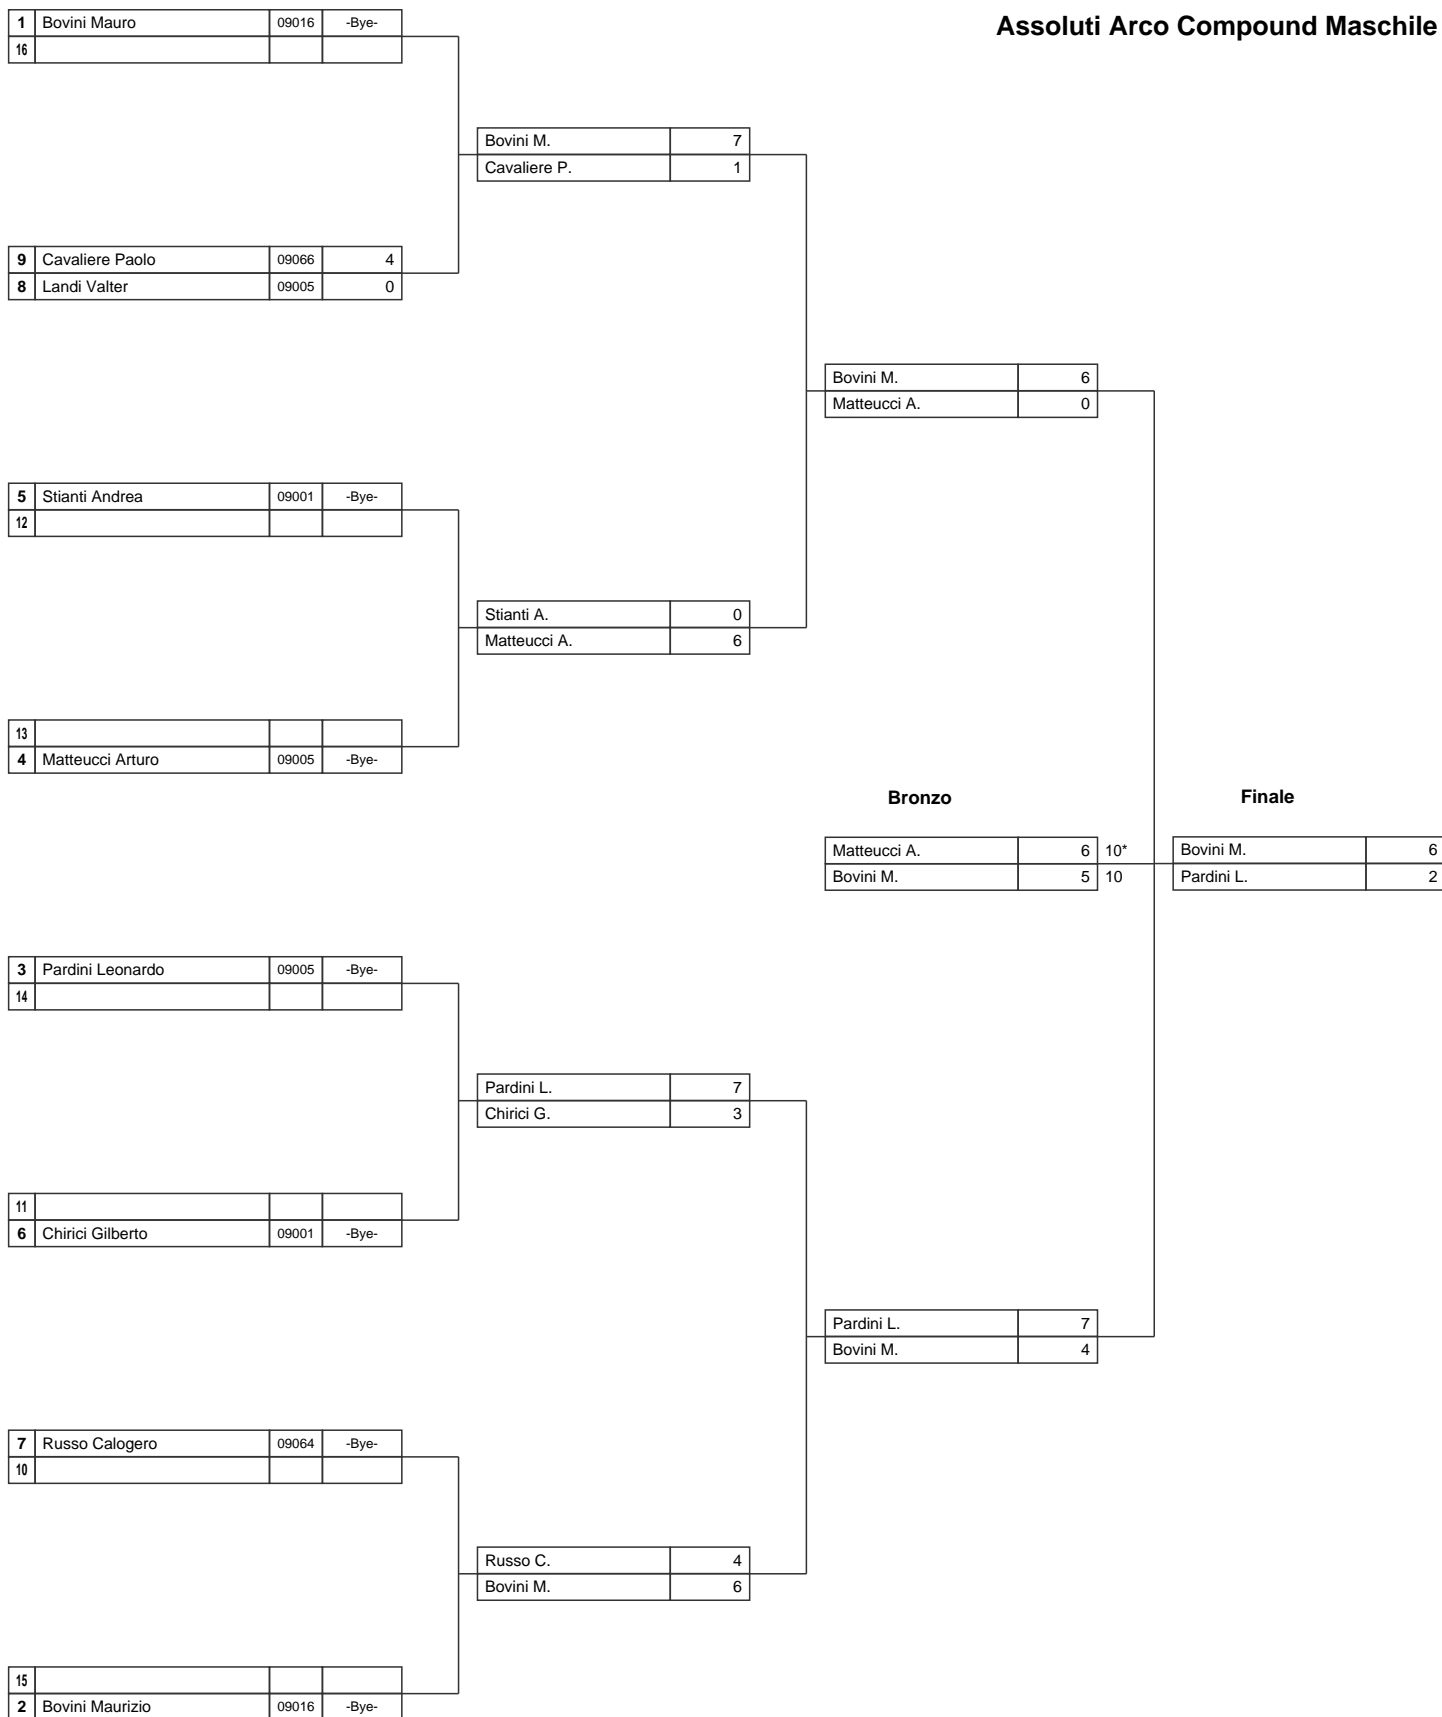 Assoluti Arco Compound Maschile
1 Bovini Mauro 09016 -Bye-
16
Bovini M. 7
Cavaliere P. 1
9 Cavaliere Paolo 09066 4
8 Landi Valter 09005 0
Bovini M. 6
Matteucci A. 0
5 Stianti Andrea 09001 -Bye-
12
Stianti A. 0
Matteucci A. 6
13
4 Matteucci Arturo 09005 -Bye-
Bronzo Finale
Matteucci A. 6 10* Bovini M. 6
Bovini M. 5 10 Pardini L. 2
3 Pardini Leonardo 09005 -Bye-
14
Pardini L. 7
Chirici G. 3
11
6 Chirici Gilberto 09001 -Bye-
Pardini L. 7
Bovini M. 4
7 Russo Calogero 09064 -Bye-
10
Russo C. 4
Bovini M. 6
15
2 Bovini Maurizio 09016 -Bye-